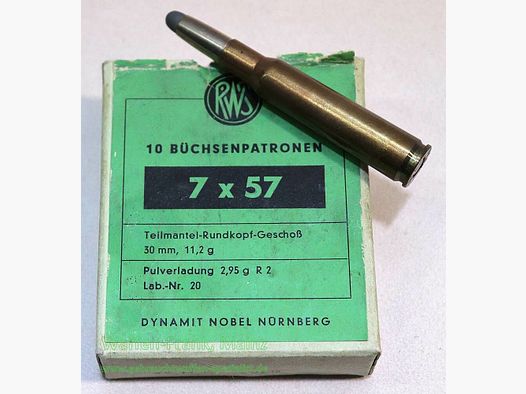 RWS
10 BÜCHSENPATRONEN
7 x 57
Teilmantel-Rundkopf-Geschoß
30 mm, 11,2 g
Pulverladung 2,95 g R 2
Lab.-Nr. 20
DYNAMIT NOBEL NÜRNBERG
Mainz